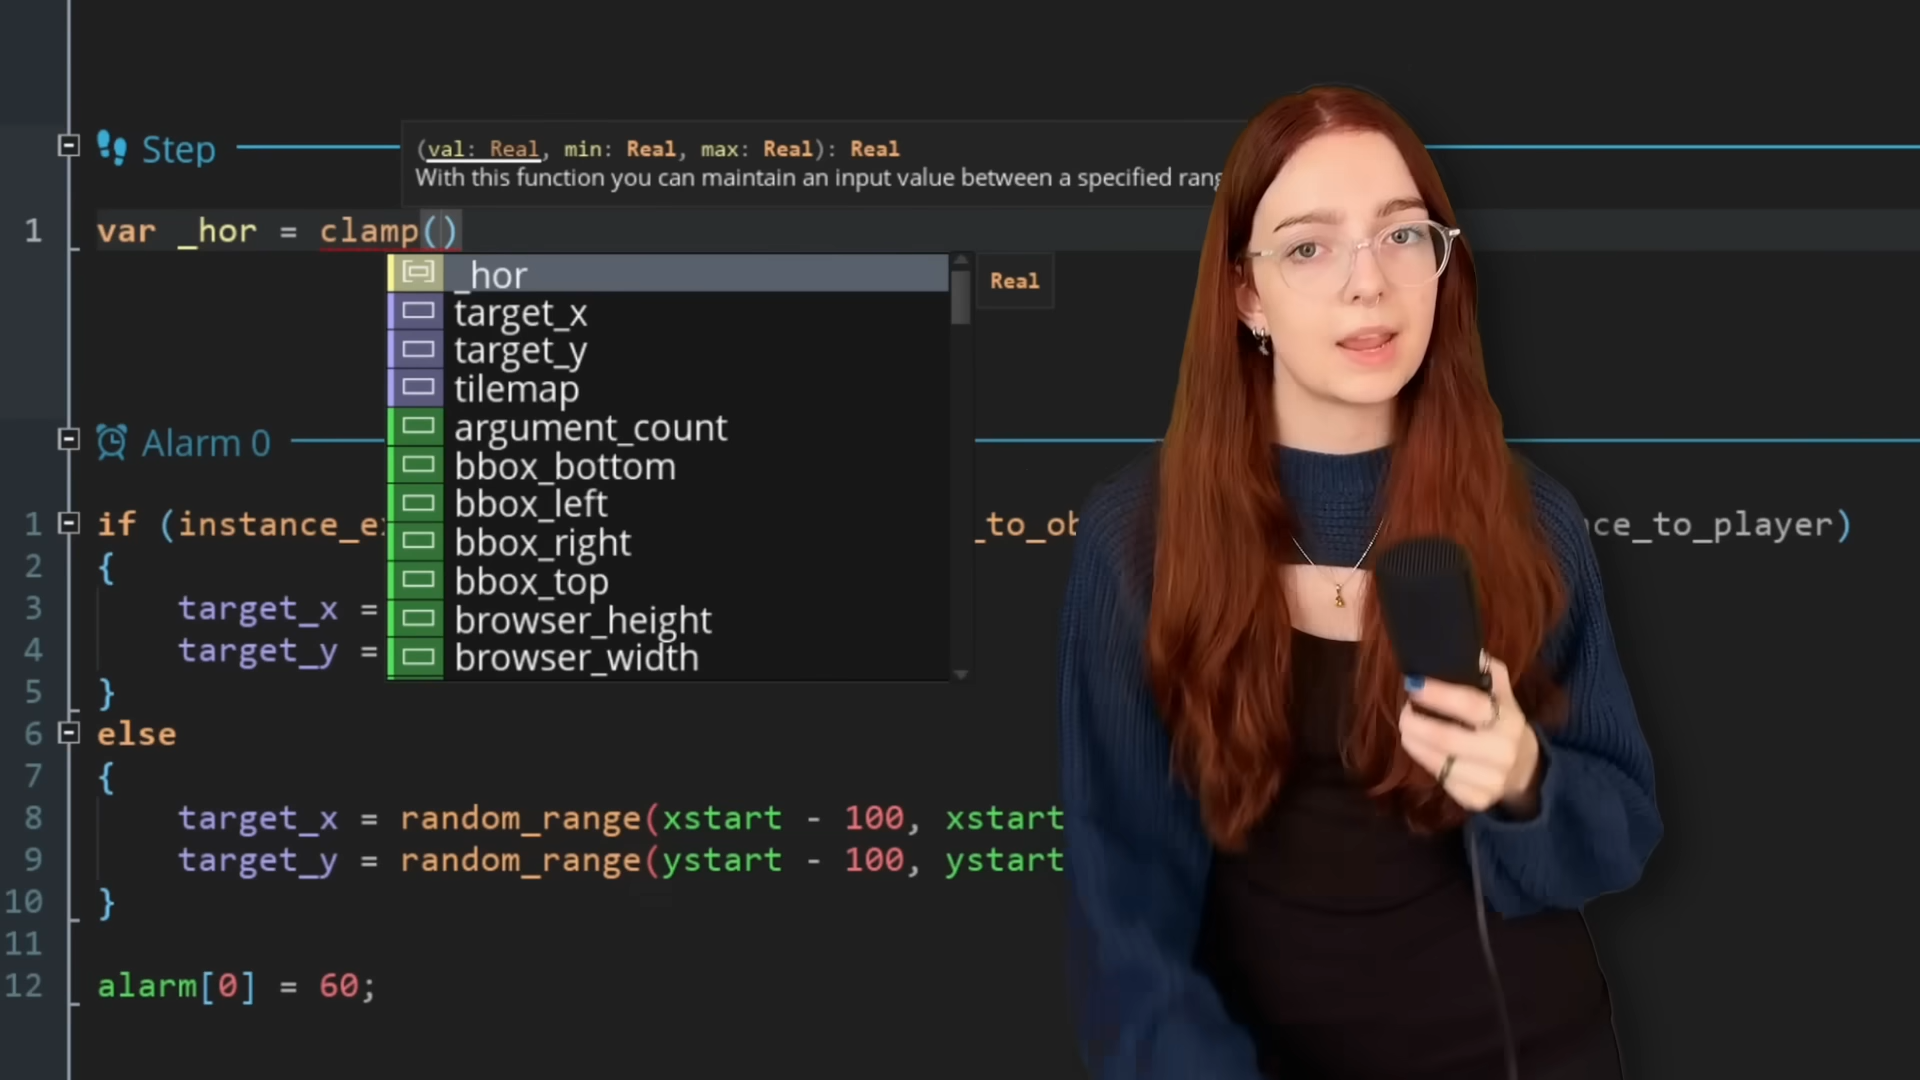 Step
(val: Real, min: Real, max: Real): Real
With this function you can maintain an input value between a specified rang
1 var _hor = clamp()
_hor
Real
target_x
target_y
tilemap
argument_count
bbox_bottom
bbox_left
bbox_right
bbox_top
browser_height
browser_width
Alarm 0
1 if (instance_ex _to_ob nce_to_player)
2 {
3 target_x =
4 target_y =
5 }
6 else
7 {
8 target_x = random_range(xstart - 100, xstart
9 target_y = random_range(ystart - 100, ystart
10 }
11
12 alarm[0] = 60;